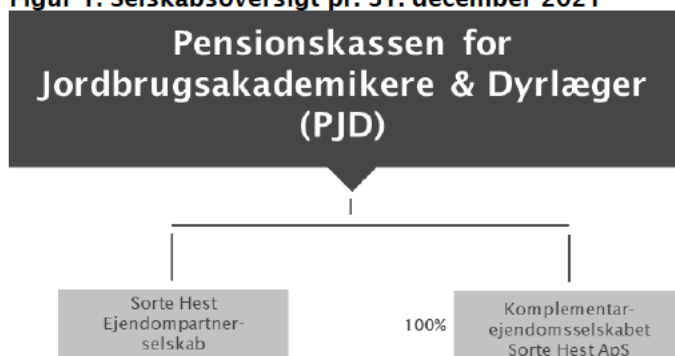 Figur 1: Selskabsoversigt pr. 31. december 2021
Pensionskassen for
Jordbrugsakademikere & Dyrlæger
(PJD)
Sorte Hest
Ejendompartner-
selskab
100%
Komplementar-
ejendomsselskabet
Sorte Hest ApS